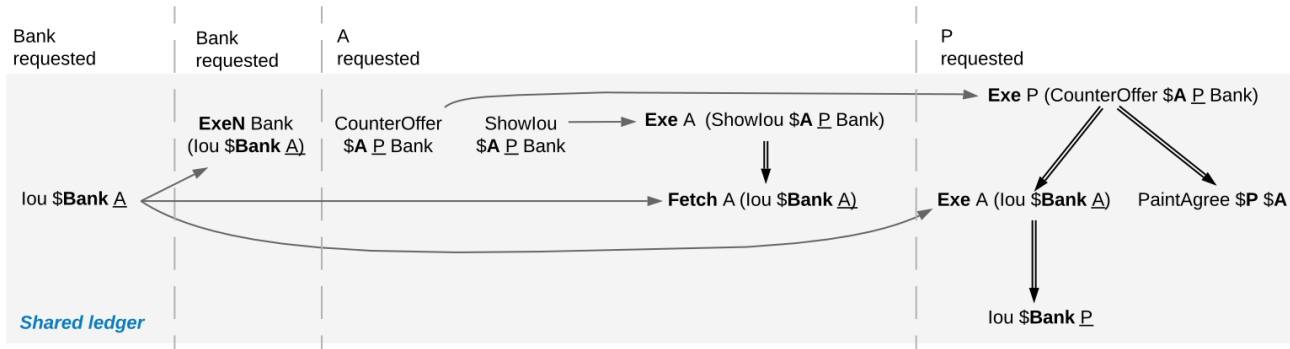 Bank
requested
Bank
requested
A
requested
P
requested
Exe P (CounterOffer $A P Bank)
ExeN Bank
(Iou $Bank A)
CounterOffer
$A P Bank
ShowIou
$A P Bank
Exe A (ShowIou $A P Bank)
Iou $Bank A
Fetch A (Iou $Bank A)
Exe A (Iou $Bank A)
PaintAgree $P $A
Iou $Bank P
Shared ledger